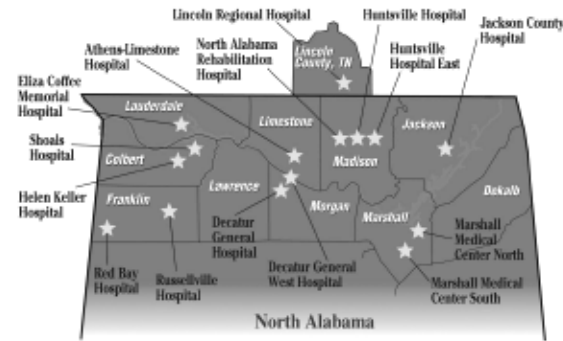 Lincoln Regional Hospital
Huntsville Hospital
Jackson County
Hospital
Athens-Limestone
Hospital
North Alabama
Rehabilitation
Hospital
Lincoln
County, TN
Huntsville
Hospital East
Eliza Coffee
Memorial
Hospital
Lauderdale
Limestone
Jackson
Shoals
Hospital
Colbert
Madison
Helen Keller
Hospital
Franklin
Lawrence
Morgan
Marshall
Dekalb
Decatur
General
Hospital
Marshall
Medical
Center North
Red Bay
Hospital
Russellville
Hospital
Decatur General
West Hospital
Marshall Medical
Center South
North Alabama